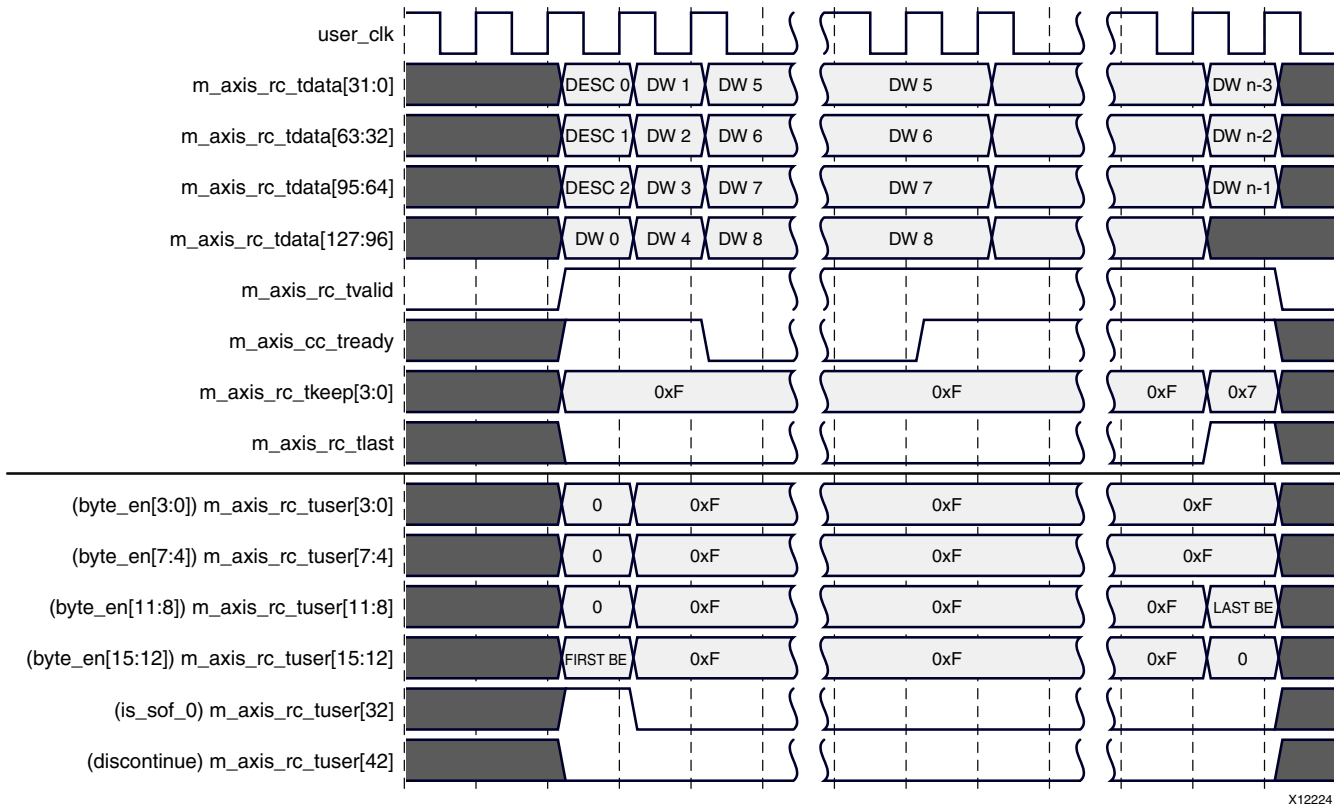 user_clk
m_axis_rc_tdata[31:0] DESC 0 DW 1 DW 5 DW 5 DW n-3
m_axis_rc_tdata[63:32] DESC 1 DW 2 DW 6 DW 6 DW n-2
m_axis_rc_tdata[95:64] DESC 2 DW 3 DW 7 DW 7 DW n-1
m_axis_rc_tdata[127:96] DW 0 DW 4 DW 8 DW 8
m_axis_rc_tvalid
m_axis_cc_tready
m_axis_rc_tkeep[3:0] 0xF 0xF 0xF 0x7
m_axis_rc_tlast
(byte_en[3:0]) m_axis_rc_tuser[3:0] 0 0xF 0xF 0xF
(byte_en[7:4]) m_axis_rc_tuser[7:4] 0 0xF 0xF 0xF
(byte_en[11:8]) m_axis_rc_tuser[11:8] 0 0xF 0xF 0xF LAST BE
(byte_en[15:12]) m_axis_rc_tuser[15:12] FIRST BE 0xF 0xF 0xF 0
(is_sof_0) m_axis_rc_tuser[32]
(discontinue) m_axis_rc_tuser[42]
X12224